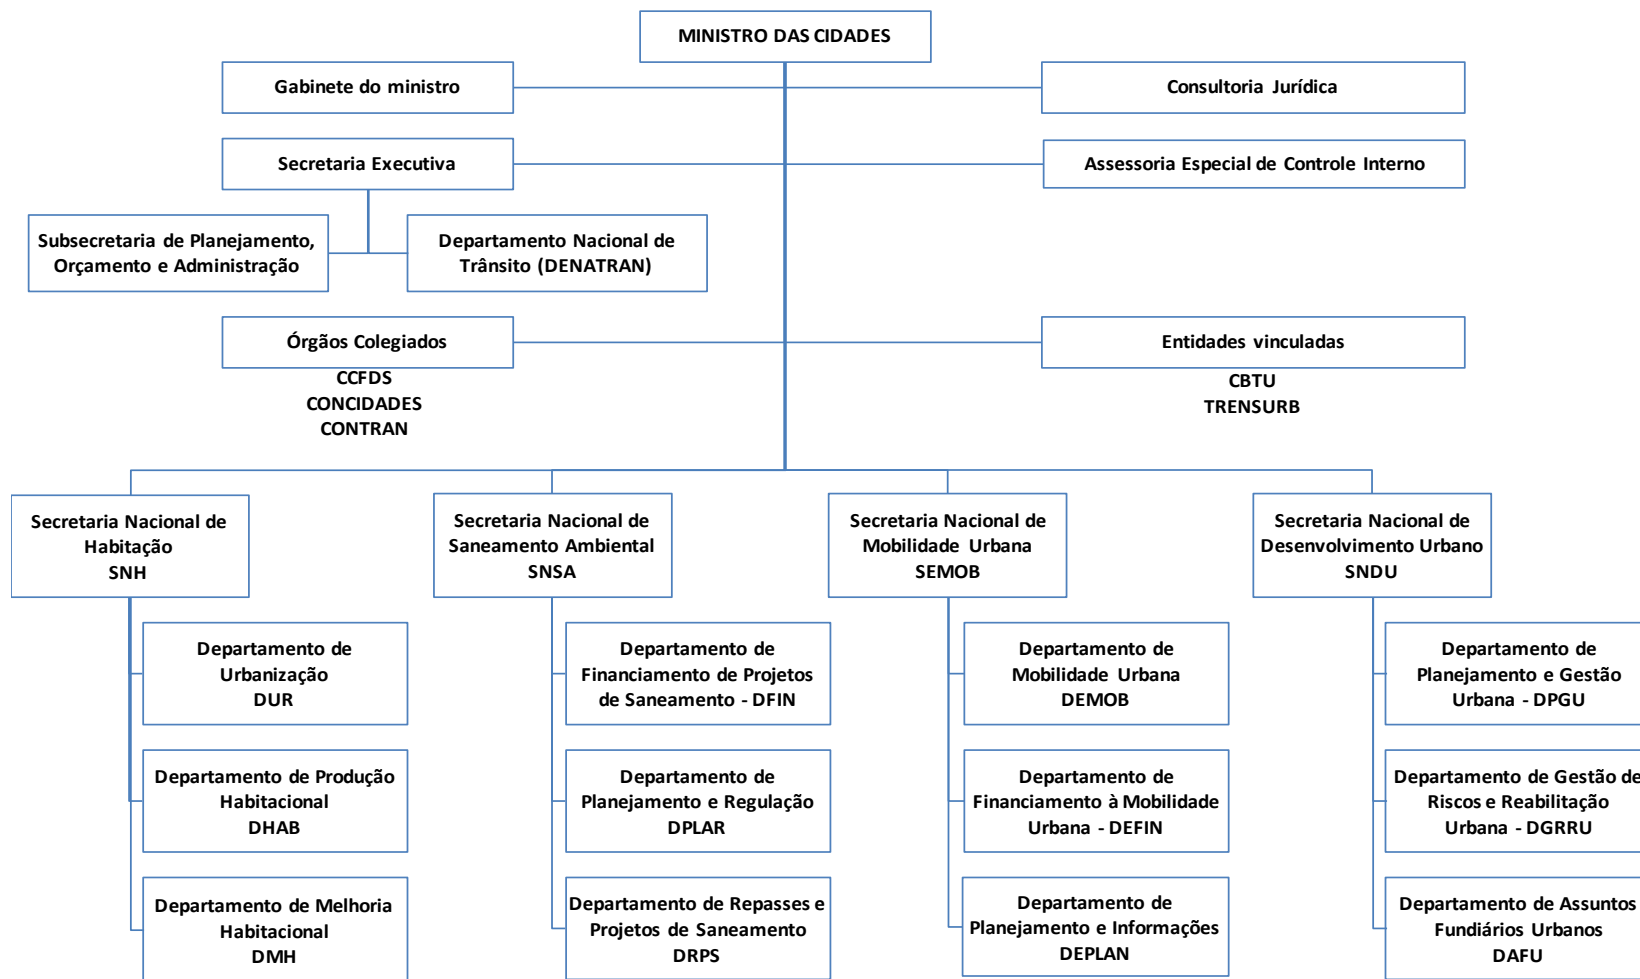 MINISTRO DAS CIDADES
Gabinete do ministro
Consultoria Jurídica
Secretaria Executiva
Assessoria Especial de Controle Interno
Subsecretaria de Planejamento,
Orçamento e Administração
Departamento Nacional de
Trânsito (DENATRAN)
Órgãos Colegiados
CCFDS
CONCIDADES
CONTRAN
Entidades vinculadas
CBTU
TRENSURB
Secretaria Nacional de
Habitação
SNH
Secretaria Nacional de
Saneamento Ambiental
SNSA
Secretaria Nacional de
Mobilidade Urbana
SEMOB
Secretaria Nacional de
Desenvolvimento Urbano
SNDU
Departamento de
Urbanização
DUR
Departamento de
Financiamento de Projetos
de Saneamento - DFIN
Departamento de
Mobilidade Urbana
DEMOB
Departamento de
Planejamento e Gestão
Urbana - DPGU
Departamento de Produção
Habitacional
DHAB
Departamento de
Planejamento e Regulação
DPLAR
Departamento de
Financiamento à Mobilidade
Urbana - DEFIN
Departamento de Gestão de
Riscos e Reabilitação
Urbana - DGRRU
Departamento de Melhoria
Habitacional
DMH
Departamento de Repasses e
Projetos de Saneamento
DRPS
Departamento de
Planejamento e Informações
DEPLAN
Departamento de Assuntos
Fundiários Urbanos
DAFU